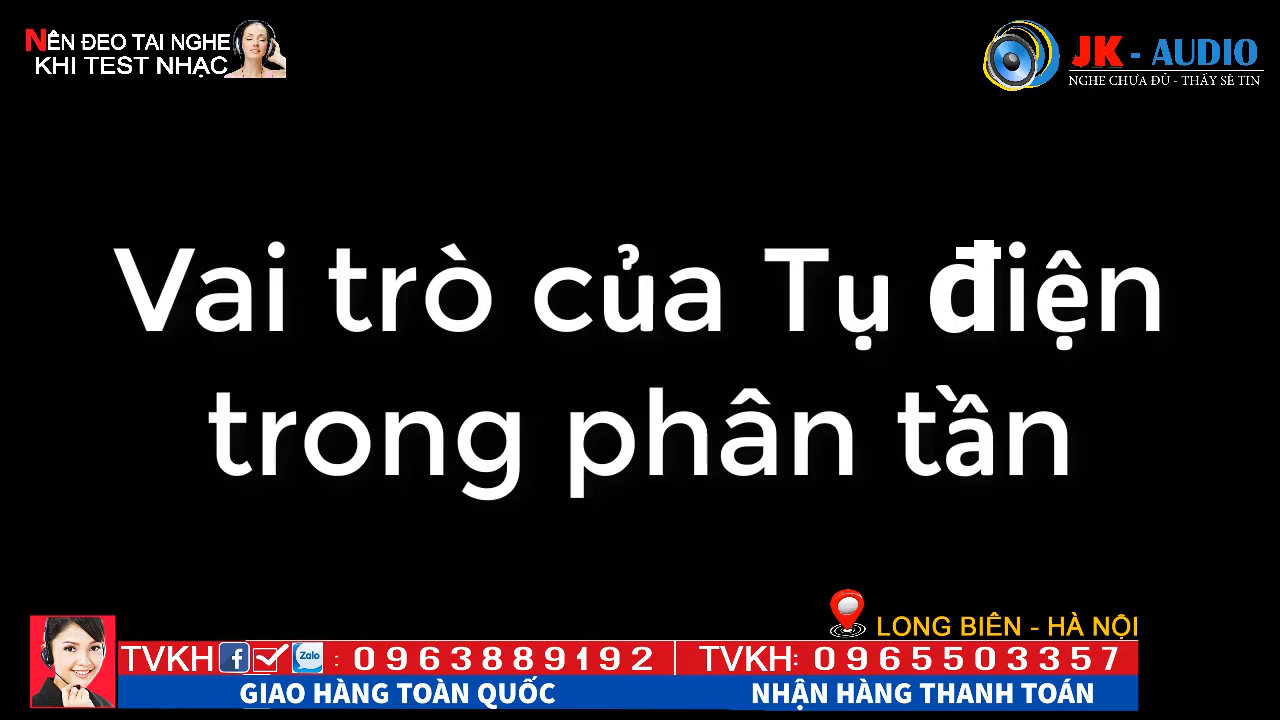 NÊN ĐEO TAI NGHE
KHI TEST NHẠC
JK - AUDIO
NGHE CHƯA ĐỦ - THẤY SẼ TIN
Vai trò của Tụ điện
trong phân tần
LONG BIÊN - HÀ NỘI
TVKH f Zalo : 0963889192 TVKH: 0965503357
GIAO HÀNG TOÀN QUỐC NHẬN HÀNG THANH TOÁN